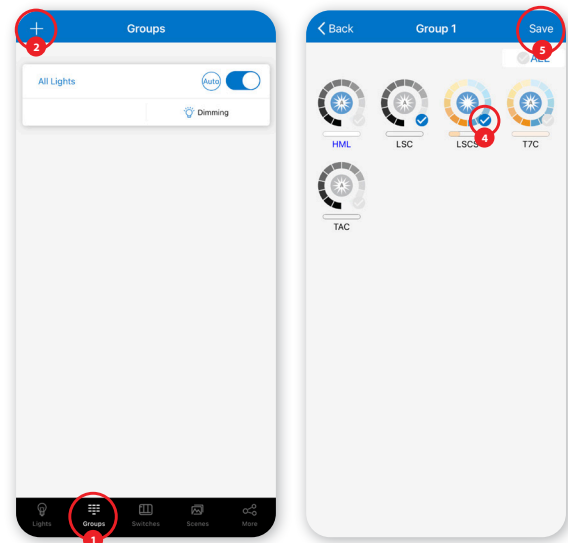 Groups
2
All Lights
Auto
Dimming
Lights
Groups
Switches
Scenes
More
1
Back
Group 1
Save
5
ALL
A
A
A
A
4
HML
LSC
LSCS
T7C
A
TAC